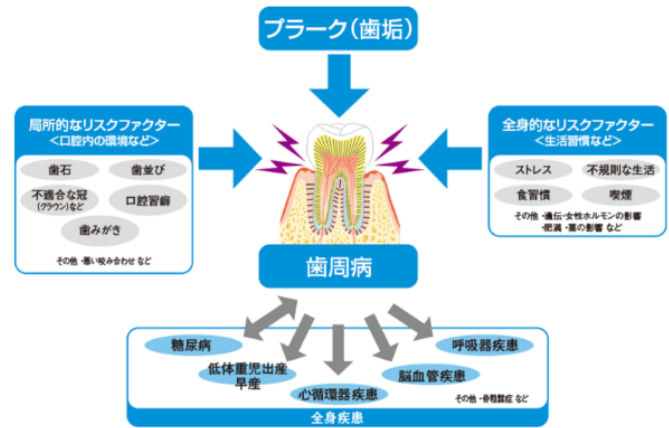 プラーク（歯垢）
局所的なリスクファクター
＜口腔内の環境など＞
歯石
歯並び
不適合な冠
（クラウン）など
口腔習癖
歯みがき
その他・悪い咬み合わせ など
全身的なリスクファクター
＜生活習慣など＞
ストレス
不規則な生活
食習慣
喫煙
その他・遺伝・女性ホルモンの影響
・肥満・薬の影響 など
歯周病
糖尿病
低体重児出産
早産
心循環器疾患
脳血管疾患
呼吸器疾患
その他・骨粗鬆症 など
全身疾患